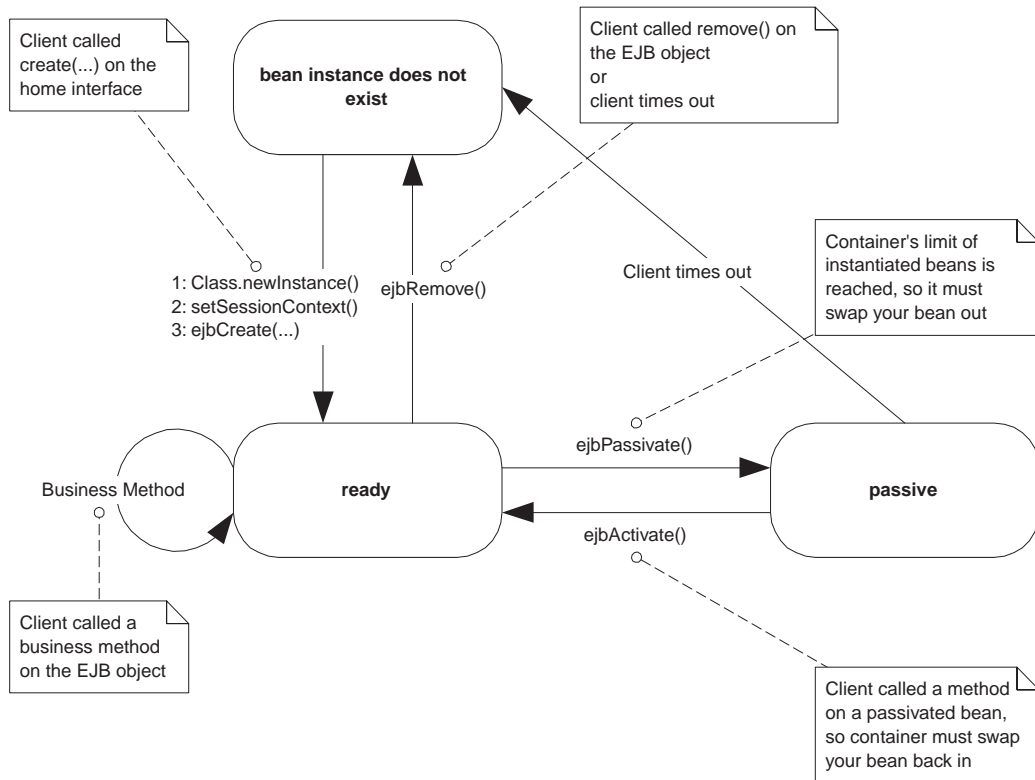 Client called
create(...) on the
home interface
bean instance does not
exist
Client called remove() on
the EJB object
or
client times out
1: Class.newInstance()
2: setSessionContext()
3: ejbCreate(...)
ejbRemove()
Client times out
Container's limit of
instantiated beans is
reached, so it must
swap your bean out
Business Method
ready
ejbPassivate()
passive
ejbActivate()
Client called a
business method
on the EJB object
Client called a method
on a passivated bean,
so container must swap
your bean back in